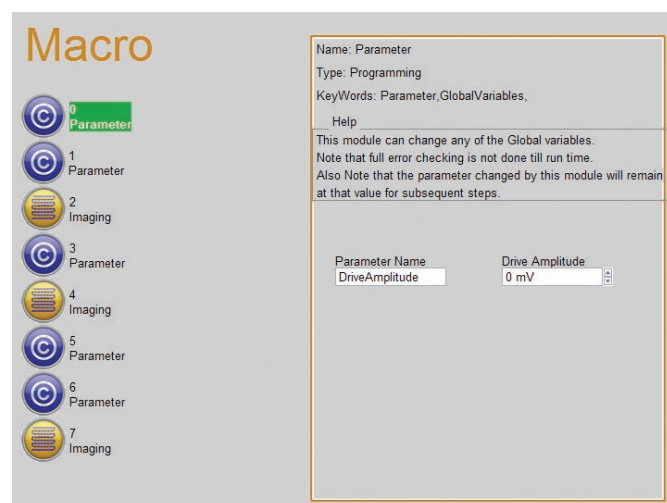 Macro
0
Parameter
1
Parameter
2
Imaging
3
Parameter
4
Imaging
5
Parameter
6
Parameter
7
Imaging
Name: Parameter
Type: Programming
KeyWords: Parameter,GlobalVariables,
Help
This module can change any of the Global variables.
Note that full error checking is not done till run time.
Also Note that the parameter changed by this module will remain
at that value for subsequent steps.
Parameter Name Drive Amplitude
DriveAmplitude 0 mV